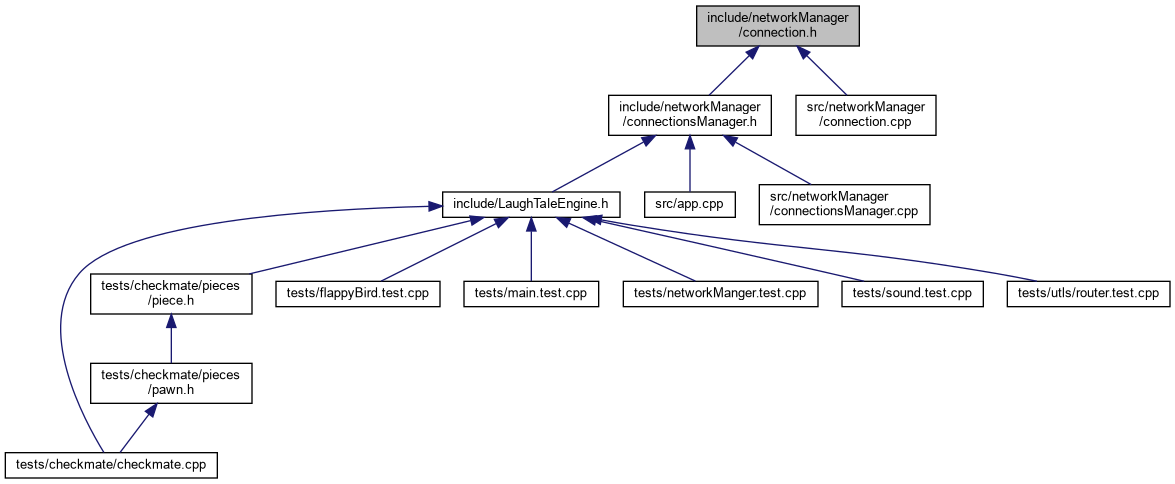 include/networkManager
/connection.h
include/networkManager
/connectionsManager.h
src/networkManager
/connection.cpp
include/LaughTaleEngine.h
src/app.cpp
src/networkManager
/connectionsManager.cpp
tests/checkmate/pieces
/piece.h
tests/flappyBird.test.cpp
tests/main.test.cpp
tests/networkManger.test.cpp
tests/sound.test.cpp
tests/utls/router.test.cpp
tests/checkmate/pieces
/pawn.h
tests/checkmate/checkmate.cpp